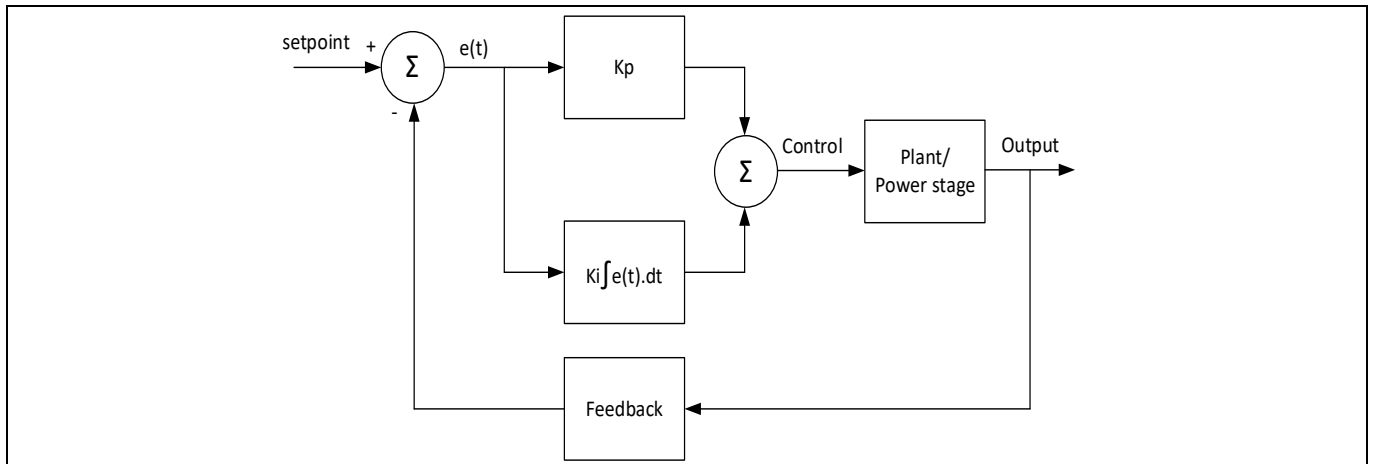 setpoint
+
Σ
e(t)
Kp
-
Σ
Control
Plant/
Power stage
Output
Ki∫e(t).dt
Feedback